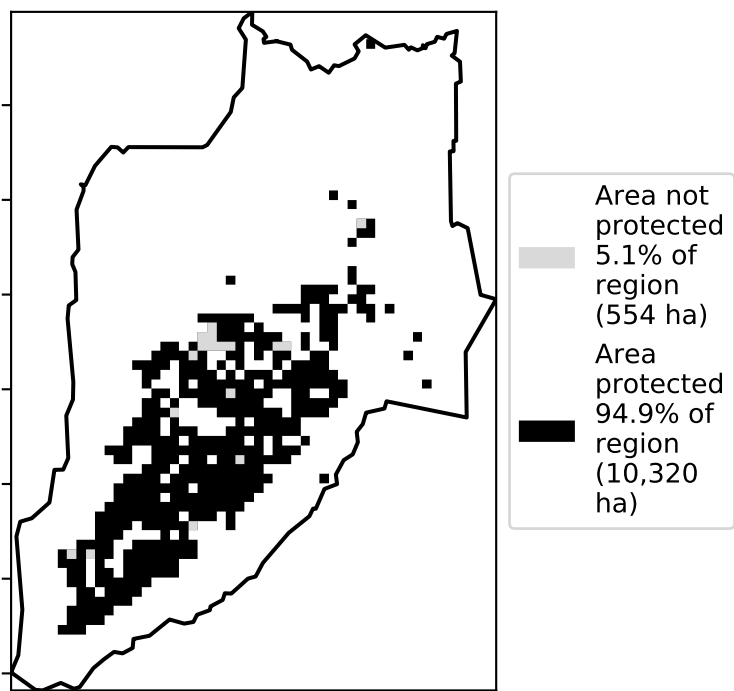 Area not
protected
5.1% of
region
(554 ha)
Area
protected
94.9% of
region
(10,320
ha)